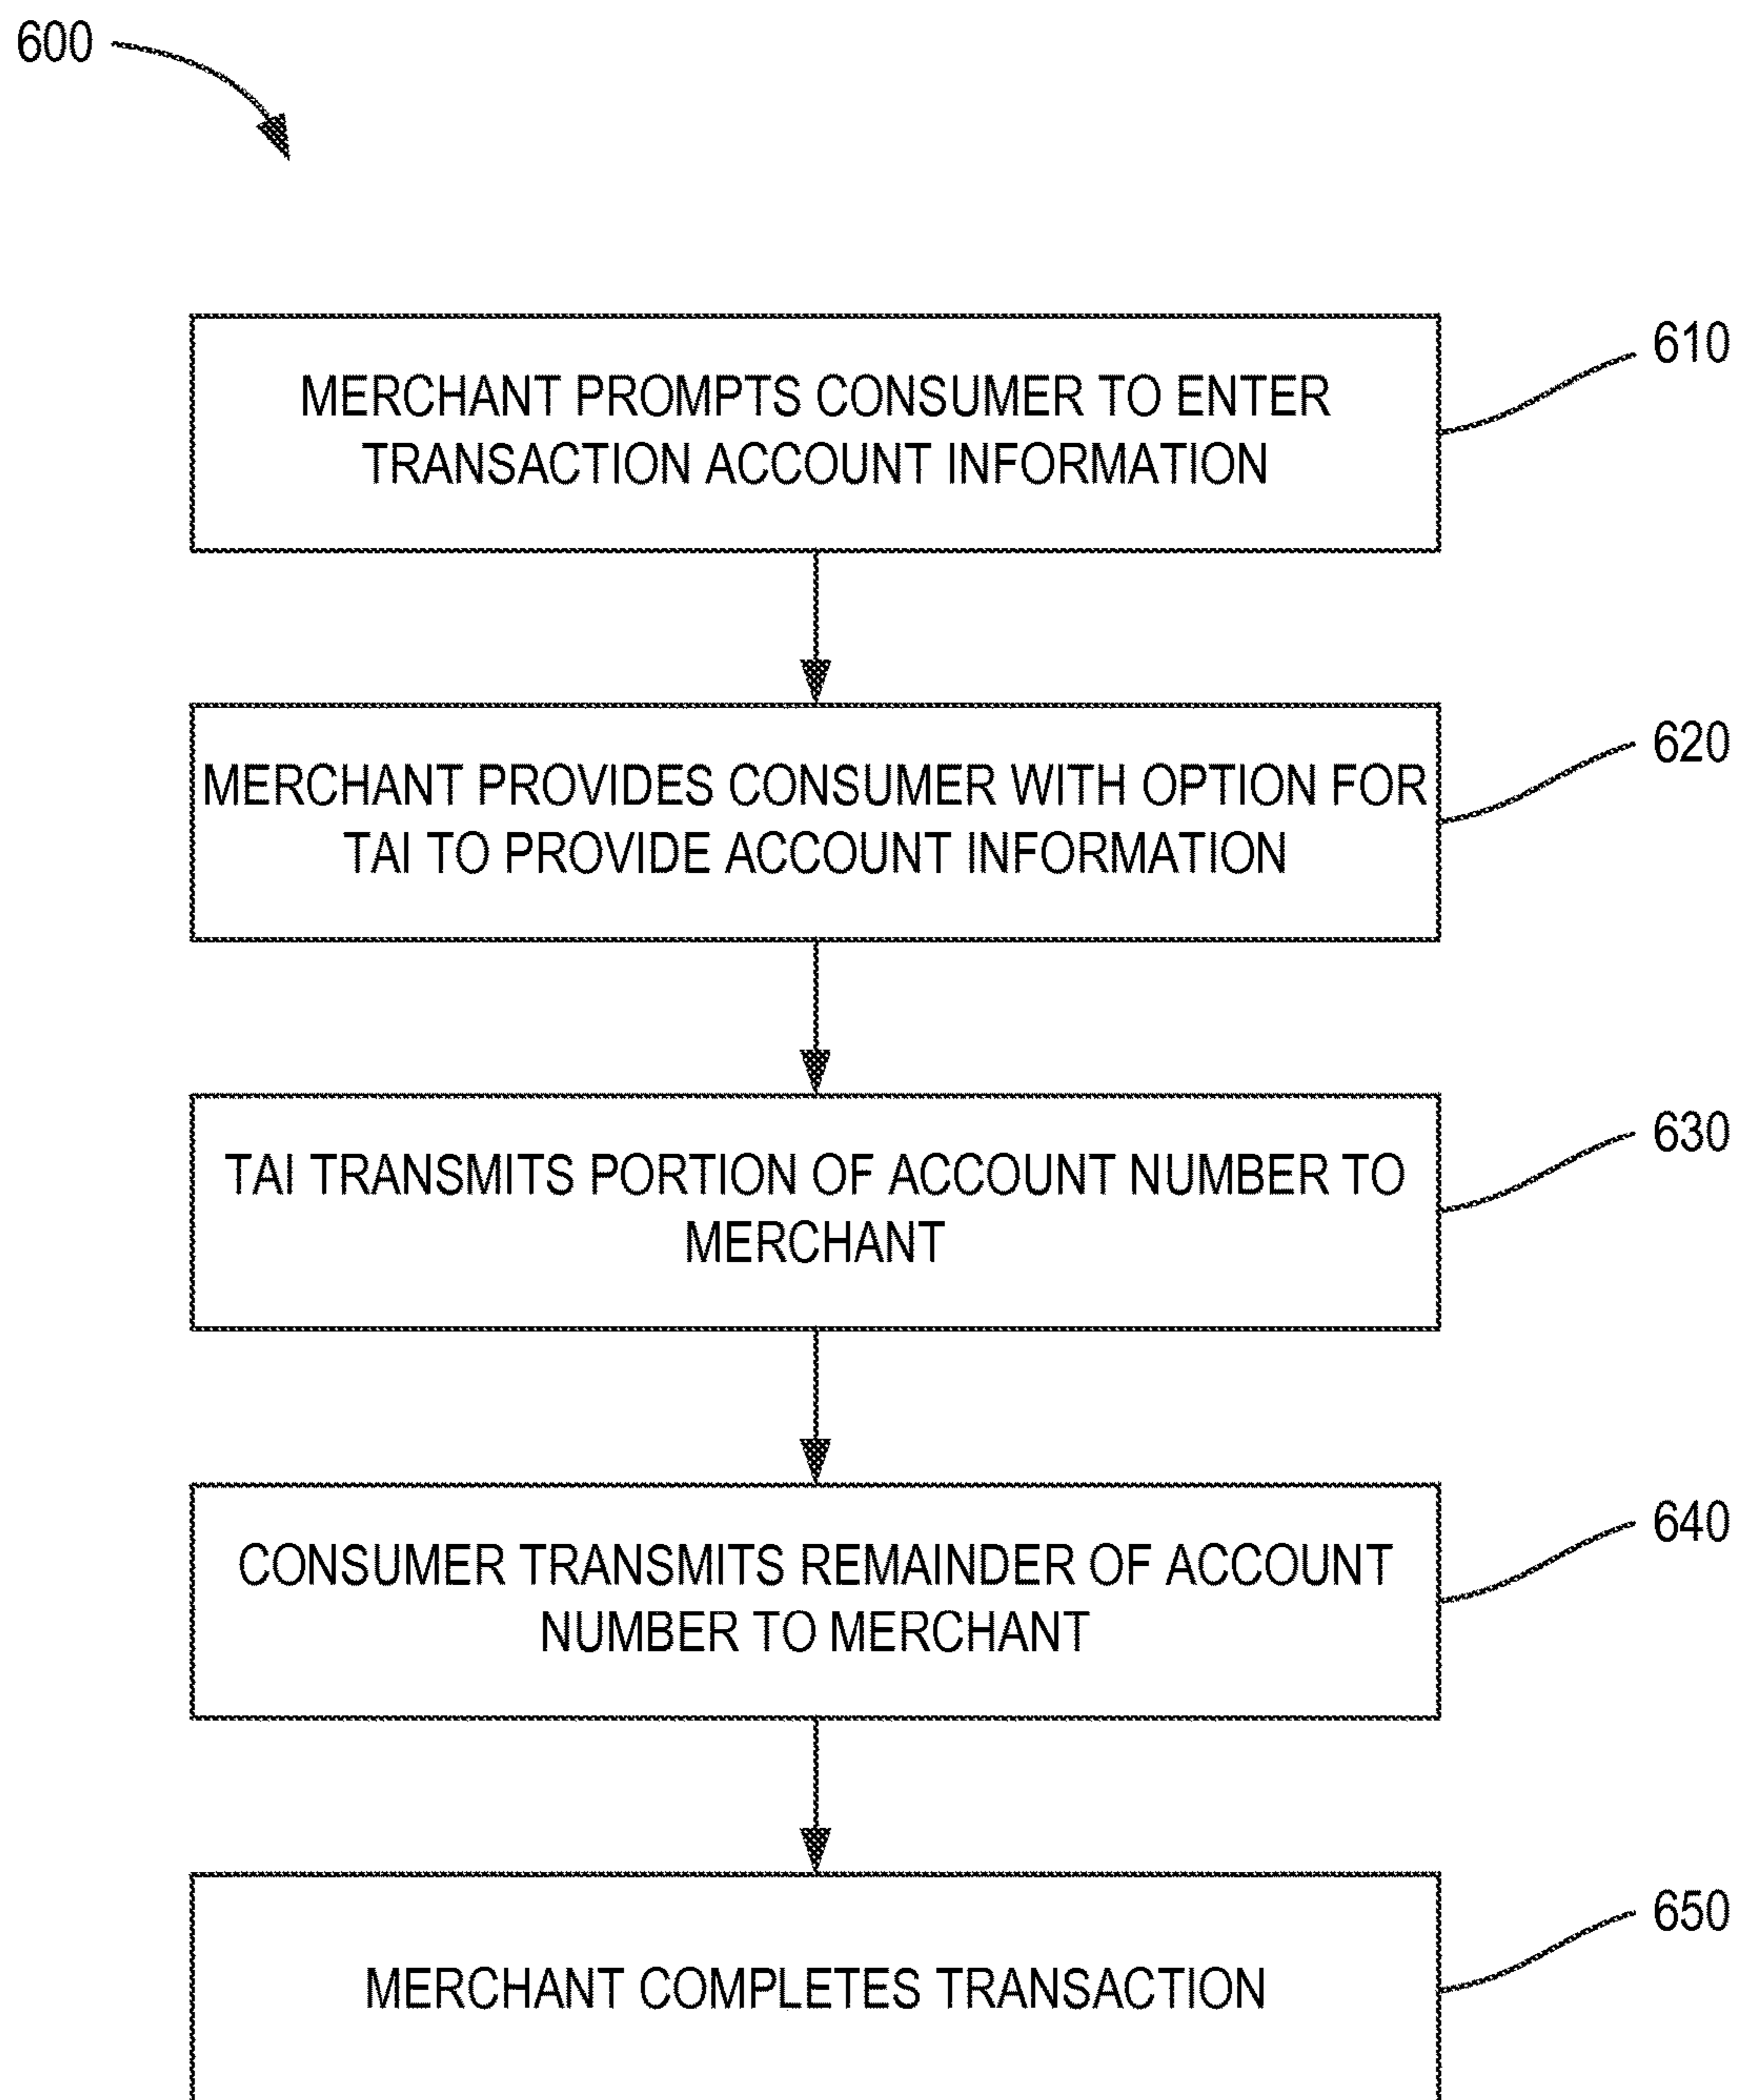 600
610
MERCHANT PROMPTS CONSUMER TO ENTER
TRANSACTION ACCOUNT INFORMATION
620
MERCHANT PROVIDES CONSUMER WITH OPTION FOR
TAI TO PROVIDE ACCOUNT INFORMATION
630
TAI TRANSMITS PORTION OF ACCOUNT NUMBER TO
MERCHANT
640
CONSUMER TRANSMITS REMAINDER OF ACCOUNT
NUMBER TO MERCHANT
650
MERCHANT COMPLETES TRANSACTION